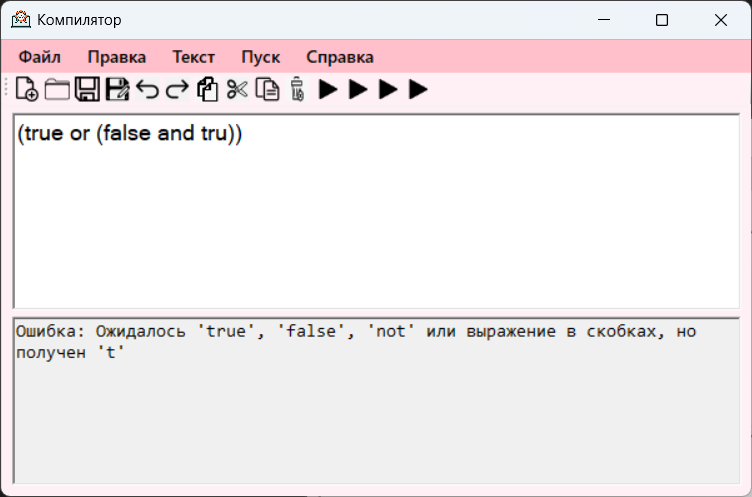 Компилятор
Файл Правка Текст Пуск Справка
(true or (false and tru))
Ошибка: Ожидалось 'true', 'false', 'not' или выражение в скобках, но
получен 't'